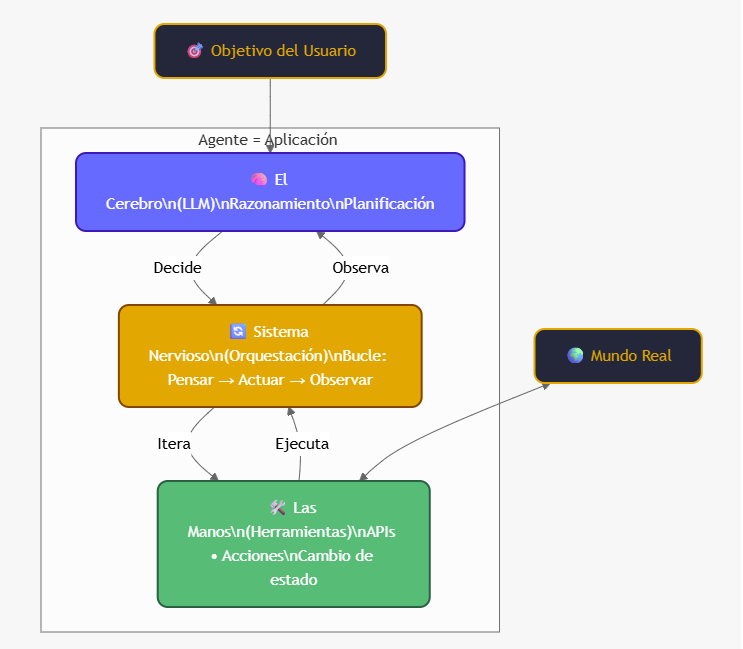 🎯 Objetivo del Usuario
Agente = Aplicación
🧠 El
Cerebro\n(LLM)\nRazonamiento\nPlanificación
Decide
Observa
🔄 Sistema
Nervioso\n(Orquestación)\nBucle:
Pensar → Actuar → Observar
🌍 Mundo Real
Itera
Ejecuta
🛠️ Las
Manos\n(Herramientas)\nAPIs
• Acciones\nCambio de
estado